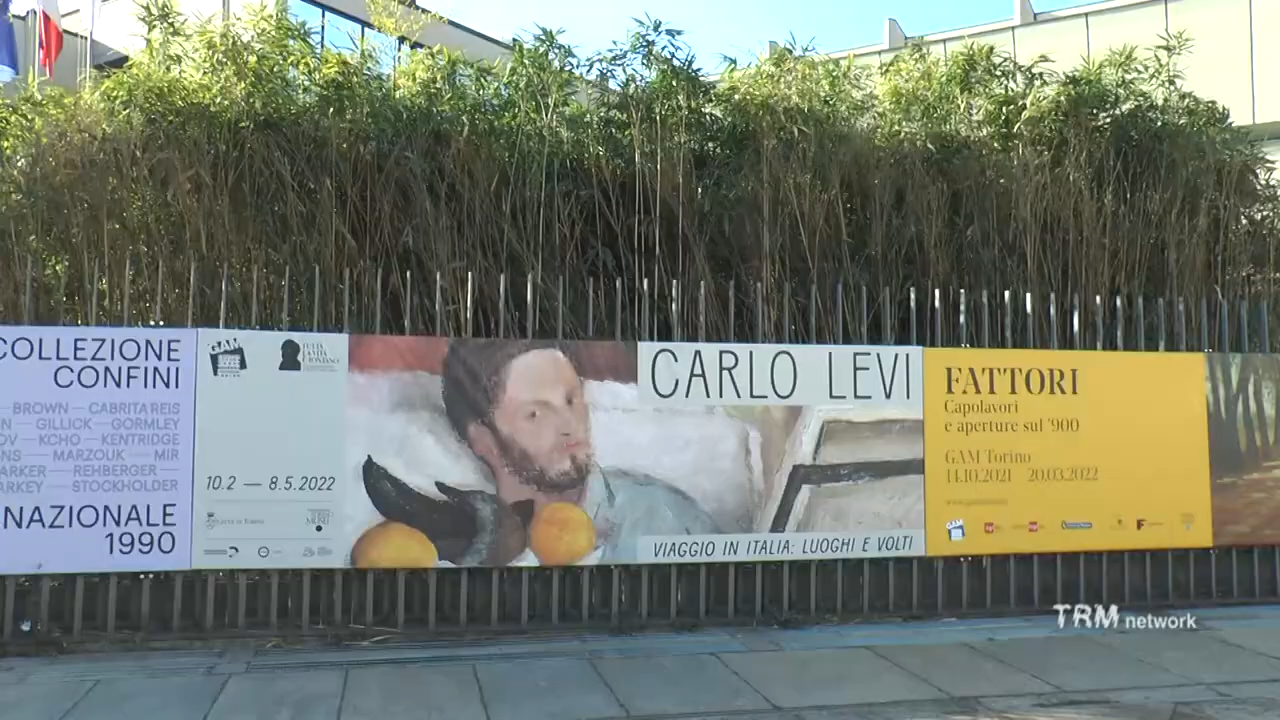 COLLEZIONE
CONFINI
BROWN — CABRITA REIS
GILLICK — GORMLEY
KCHO — KENTRIDGE
MARZOUK — MIR
REHBERGER —
STOCKHOLDER
NAZIONALE
1990
GAM
10.2 — 8.5.2022
CARLO LEVI
VIAGGIO IN ITALIA: LUOGHI E VOLTI
FATTORI
Capolavori
e aperture sul '900
GAM Torino
14.10.2021 20.03.2022
GAM
TRM network